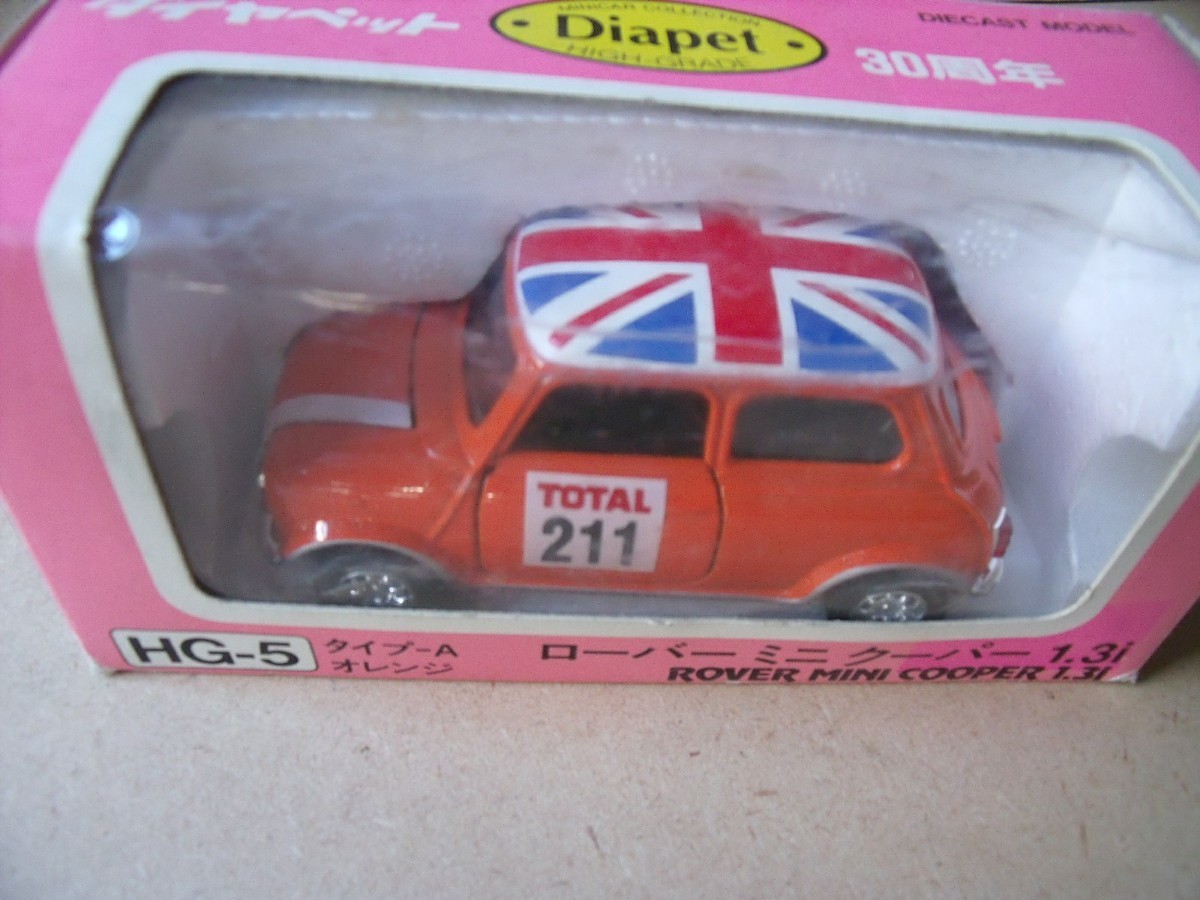 ダイヤペット
MINICAR COLLECTION
Diapet
HIGH-GRADE
DIECAST MODEL
30周年
TOTAL
211
HG-5
タイプ-A
オレンジ
ローバー ミニ クーパー 1.3i
ROVER MINI COOPER 1.3i